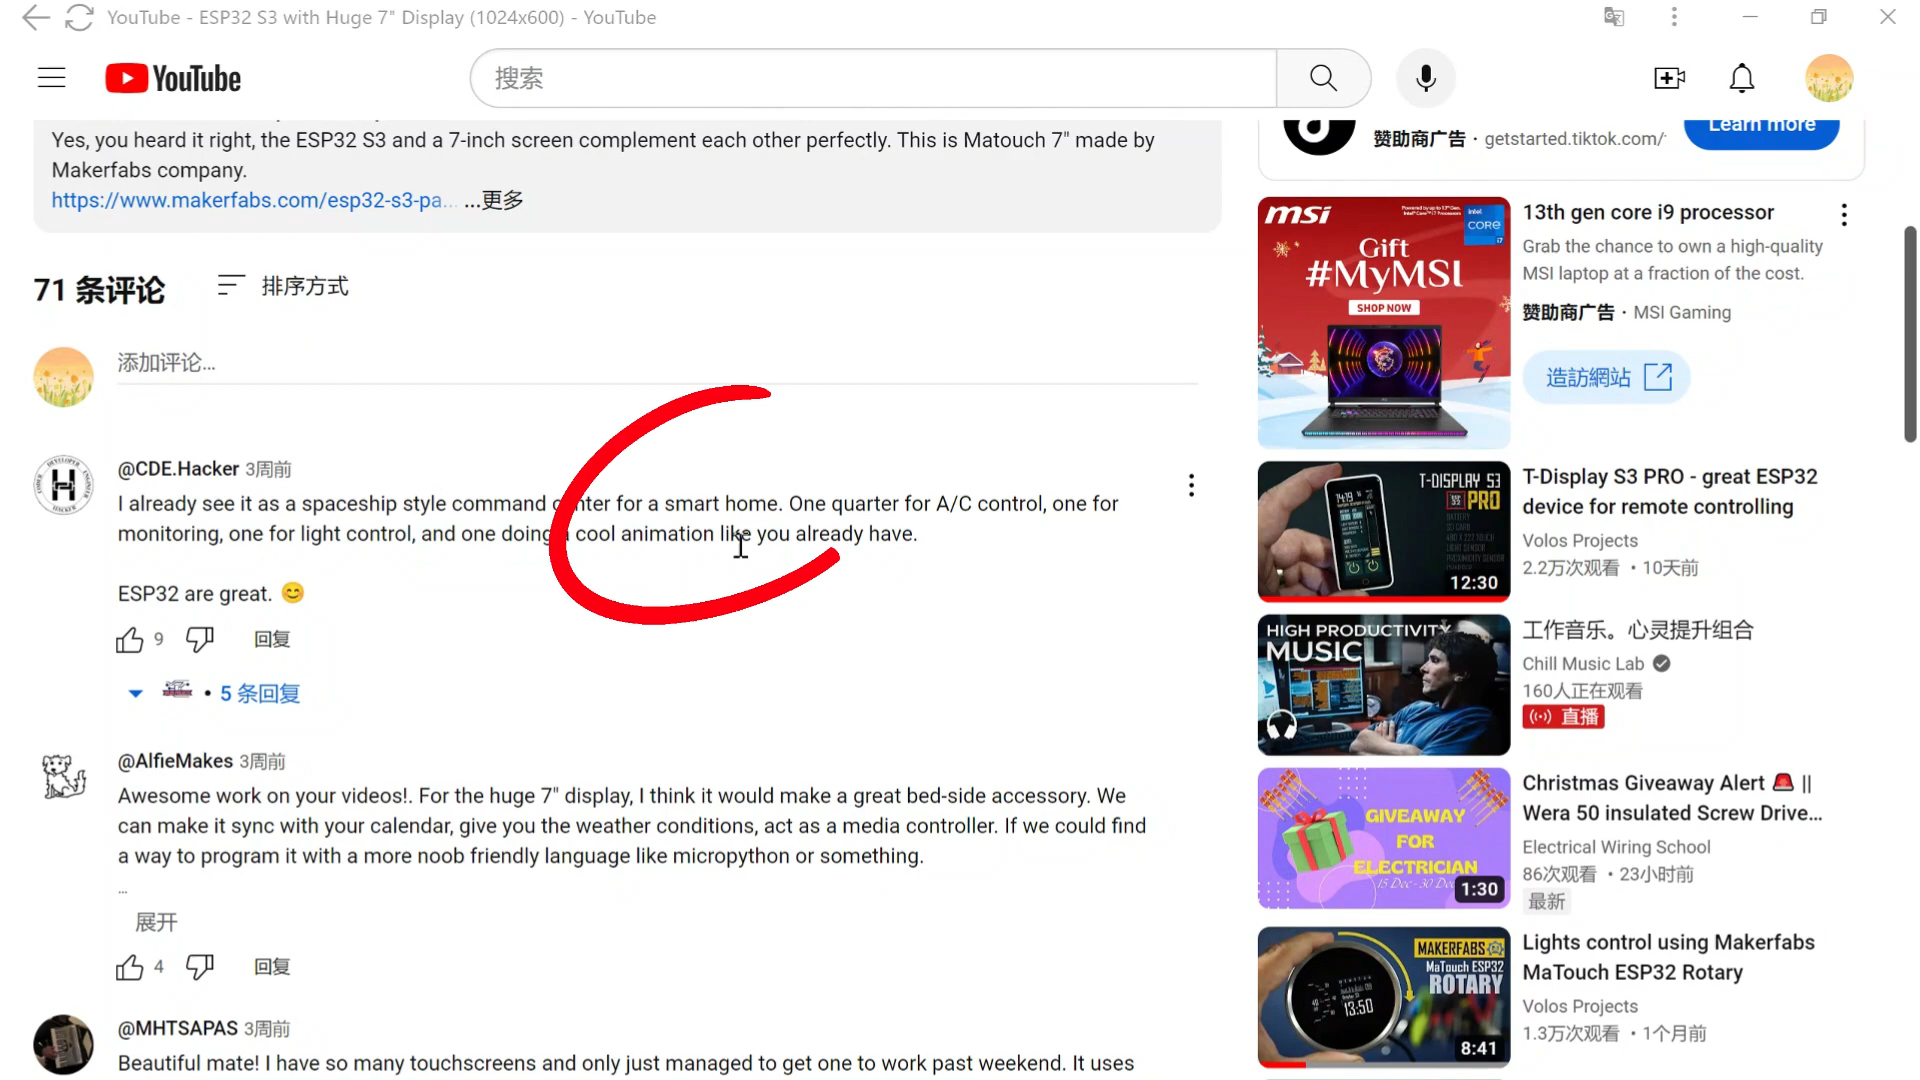 YouTube - ESP32 S3 with Huge 7" Display (1024x600) - YouTube
YouTube
搜索
Yes, you heard it right, the ESP32 S3 and a 7-inch screen complement each other perfectly. This is Matouch 7" made by
Makerfabs company.
https://www.makerfabs.com/esp32-s3-pa... ...更多
71 条评论
排序方式
添加评论...
@CDE.Hacker 3周前
I already see it as a spaceship style command center for a smart home. One quarter for A/C control, one for
monitoring, one for light control, and one doing a cool animation like you already have.
ESP32 are great. 😊
9
回复
• 5 条回复
@AlfieMakes 3周前
Awesome work on your videos!. For the huge 7" display, I think it would make a great bed-side accessory. We
can make it sync with your calendar, give you the weather conditions, act as a media controller. If we could find
a way to program it with a more noob friendly language like micropython or something.
...
展开
4
回复
@MHTSAPAS 3周前
Beautiful mate! I have so many touchscreens and only just managed to get one to work past weekend. It uses
赞助商广告 · getstarted.tiktok.com/
Learn more
msi
intel
CORE
i7
Gift
#MyMSI
SHOP NOW
13th gen core i9 processor
Grab the chance to own a high-quality
MSI laptop at a fraction of the cost.
赞助商广告 · MSI Gaming
造訪網站
T-DISPLAY S3
PRO
12:30
T-Display S3 PRO - great ESP32
device for remote controlling
Volos Projects
2.2万次观看 • 10天前
HIGH PRODUCTIVITY
MUSIC
工作音乐。心灵提升组合
Chill Music Lab
160人正在观看
直播
GIVEAWAY
FOR
ELECTRICIAN
15 Dec - 30 Dec
1:30
Christmas Giveaway Alert 🚨 ||
Wera 50 insulated Screw Drive...
Electrical Wiring School
86次观看 • 23小时前
最新
MAKERFABS
MaTouch ESP32
ROTARY
13:50
8:41
Lights control using Makerfabs
MaTouch ESP32 Rotary
Volos Projects
1.3万次观看 • 1个月前